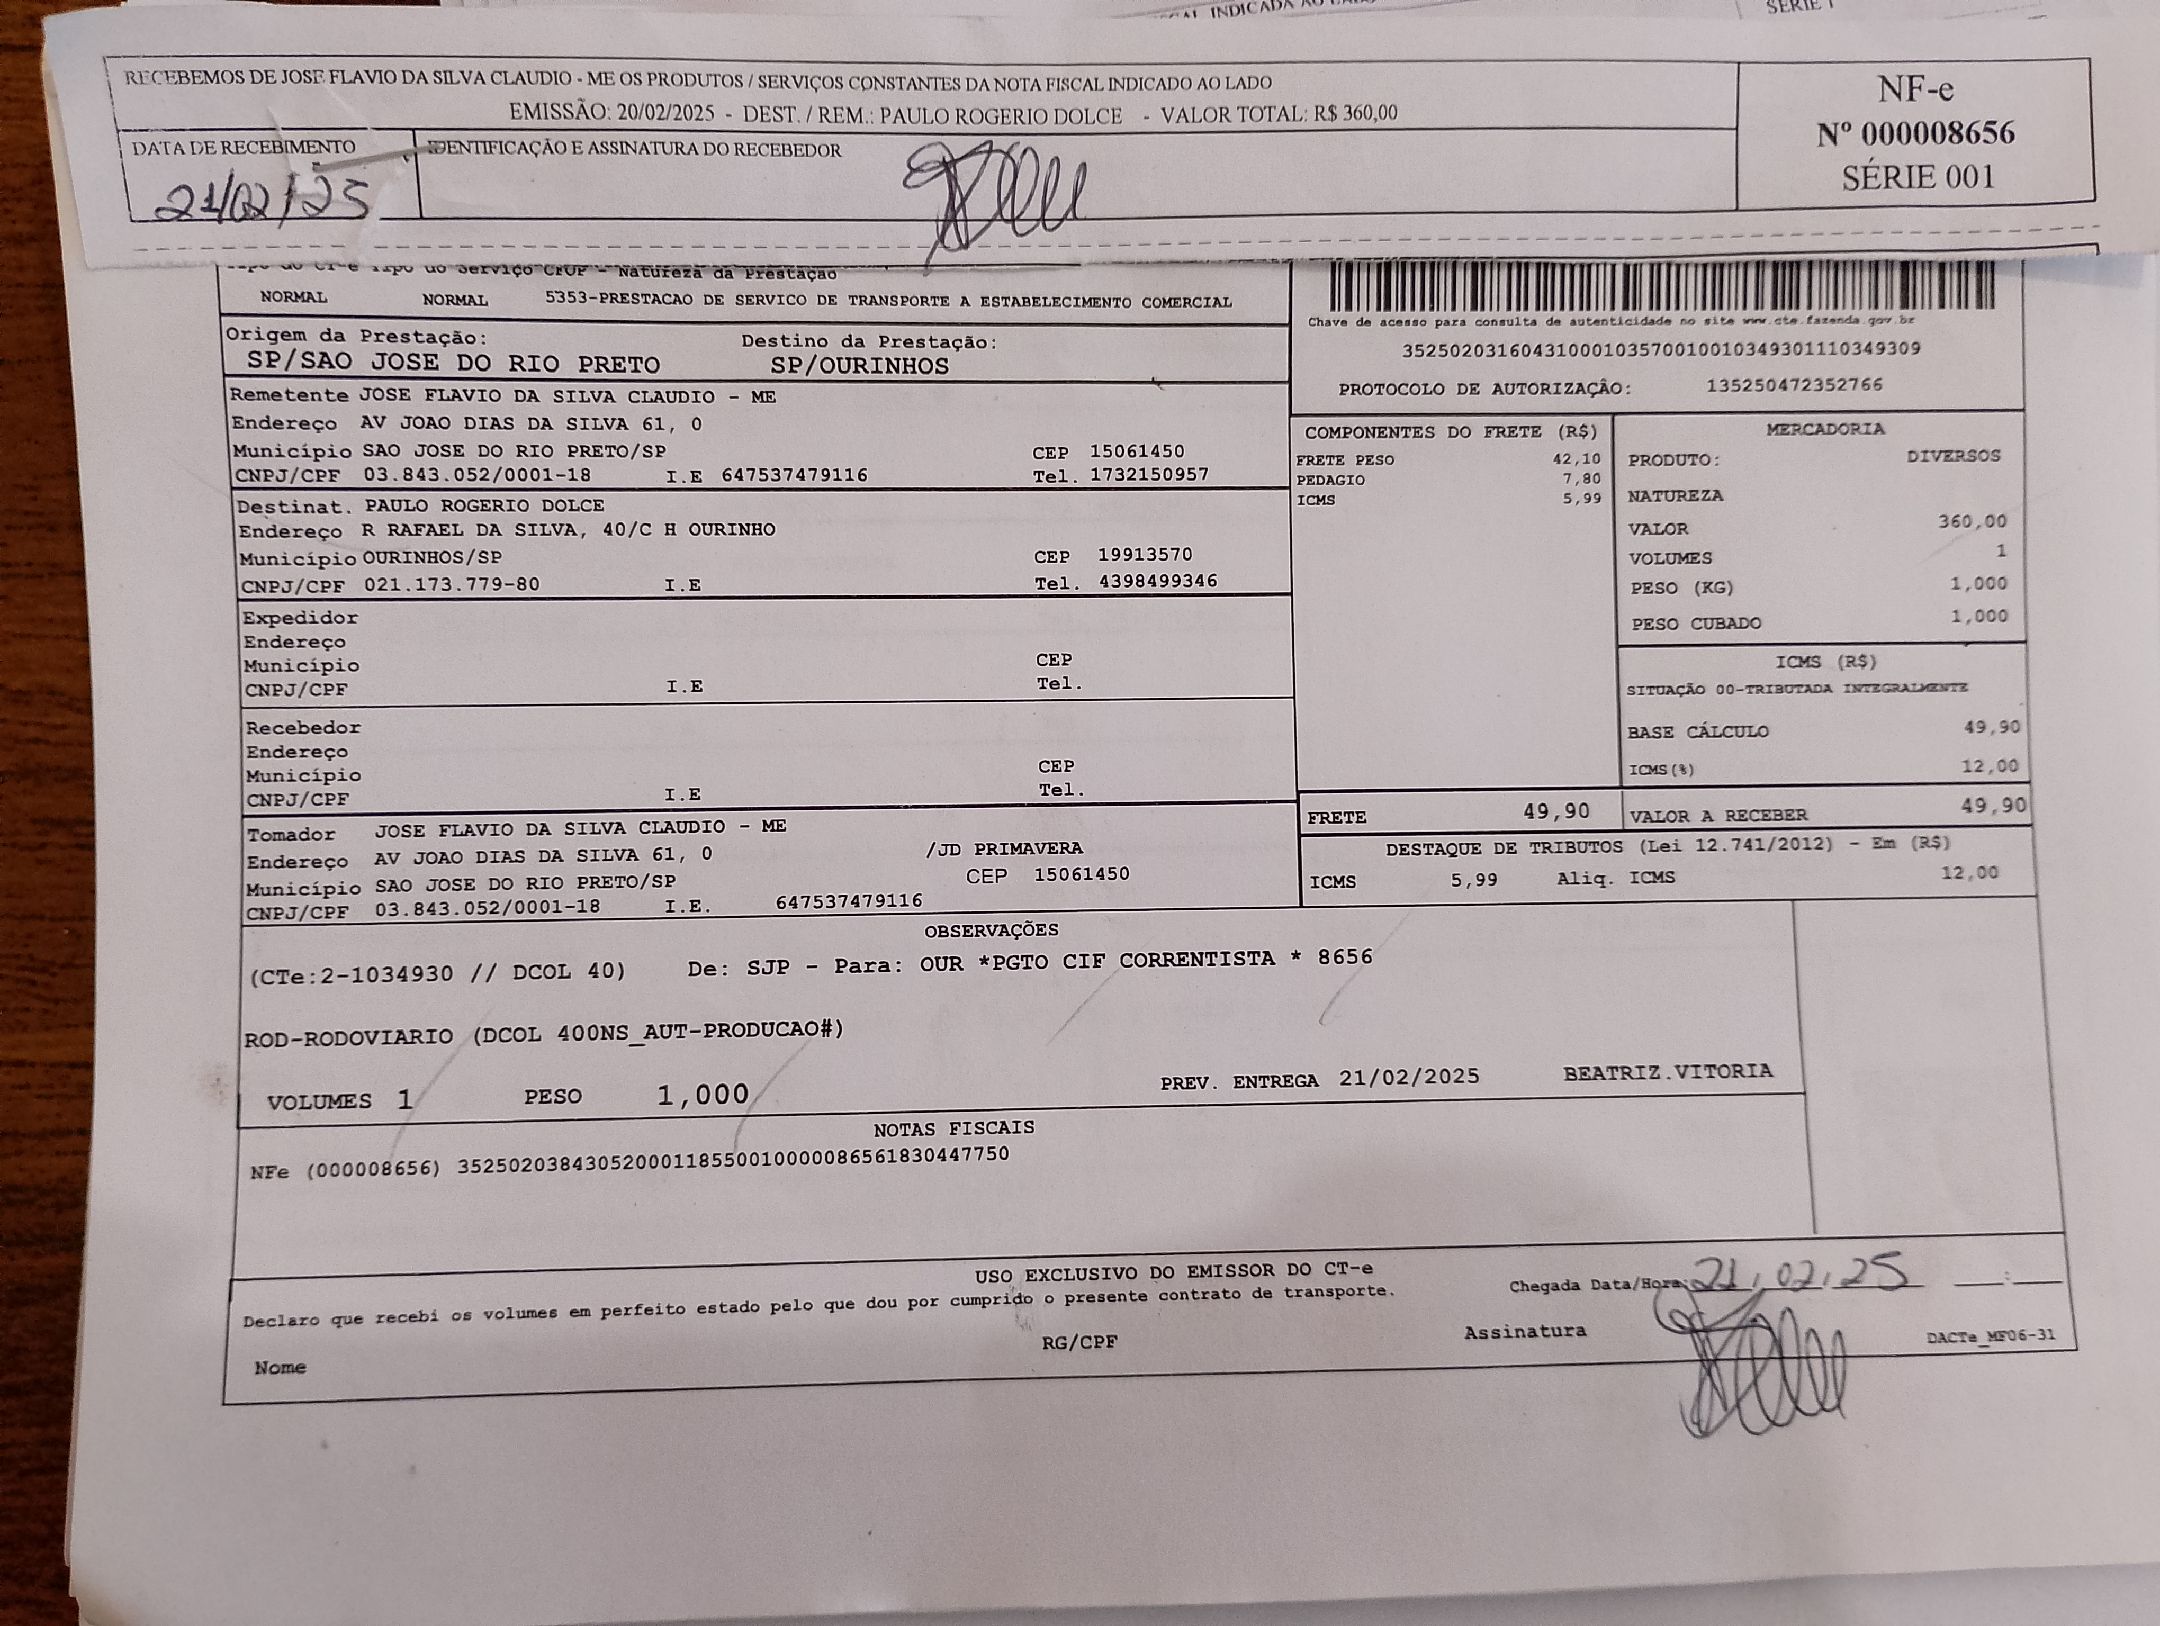 INDICADA AO
SÉRIE 1
RECEBEMOS DE JOSE FLAVIO DA SILVA CLAUDIO - ME OS PRODUTOS / SERVIÇOS CONSTANTES DA NOTA FISCAL INDICADO AO LADO
EMISSÃO: 20/02/2025 - DEST. / REM.: PAULO ROGERIO DOLCE - VALOR TOTAL: R$ 360,00
NF-e
Nº 000008656
SÉRIE 001
DATA DE RECEBIMENTO
IDENTIFICAÇÃO E ASSINATURA DO RECEBEDOR
21/02/25
Tipo do CT-e Tipo do Serviço CFOP - Natureza da Prestação
NORMAL NORMAL 5353-PRESTACAO DE SERVICO DE TRANSPORTE A ESTABELECIMENTO COMERCIAL
Origem da Prestação: Destino da Prestação:
SP/SAO JOSE DO RIO PRETO SP/OURINHOS
Chave de acesso para consulta de autenticidade no site www.cte.fazenda.gov.br
35250203160431000103570010010349301110349309
PROTOCOLO DE AUTORIZAÇÃO: 135250472352766
Remetente JOSE FLAVIO DA SILVA CLAUDIO - ME
Endereço AV JOAO DIAS DA SILVA 61, 0
Município SAO JOSE DO RIO PRETO/SP CEP 15061450
CNPJ/CPF 03.843.052/0001-18 I.E 647537479116 Tel. 1732150957
Destinat. PAULO ROGERIO DOLCE
Endereço R RAFAEL DA SILVA, 40/C H OURINHO
Município OURINHOS/SP CEP 19913570
CNPJ/CPF 021.173.779-80 I.E Tel. 4398499346
Expedidor
Endereço
Município CEP
CNPJ/CPF I.E Tel.
Recebedor
Endereço
Município CEP
CNPJ/CPF I.E Tel.
Tomador JOSE FLAVIO DA SILVA CLAUDIO - ME
Endereço AV JOAO DIAS DA SILVA 61, 0 /JD PRIMAVERA
Município SAO JOSE DO RIO PRETO/SP CEP 15061450
CNPJ/CPF 03.843.052/0001-18 I.E. 647537479116
COMPONENTES DO FRETE (R$)
FRETE PESO 42,10
PEDAGIO 7,80
ICMS 5,99
MERCADORIA
PRODUTO: DIVERSOS
NATUREZA
VALOR 360,00
VOLUMES 1
PESO (KG) 1,000
PESO CUBADO 1,000
ICMS (R$)
SITUAÇÃO 00-TRIBUTADA INTEGRALMENTE
BASE CÁLCULO 49,90
ICMS(%) 12,00
FRETE 49,90 VALOR A RECEBER 49,90
DESTAQUE DE TRIBUTOS (Lei 12.741/2012) - Em (R$)
ICMS 5,99 Aliq. ICMS 12,00
OBSERVAÇÕES
(CTe:2-1034930 // DCOL 40) De: SJP - Para: OUR *PGTO CIF CORRENTISTA * 8656
ROD-RODOVIARIO (DCOL 400NS_AUT-PRODUCAO#)
VOLUMES 1 PESO 1,000 PREV. ENTREGA 21/02/2025 BEATRIZ.VITORIA
NOTAS FISCAIS
NFe (000008656) 35250203843052000118550010000086561830447750
USO EXCLUSIVO DO EMISSOR DO CT-e
Declaro que recebi os volumes em perfeito estado pelo que dou por cumprido o presente contrato de transporte.
Chegada Data/Hora: 21,02,25 :
Nome RG/CPF Assinatura DACTe_MF06-31